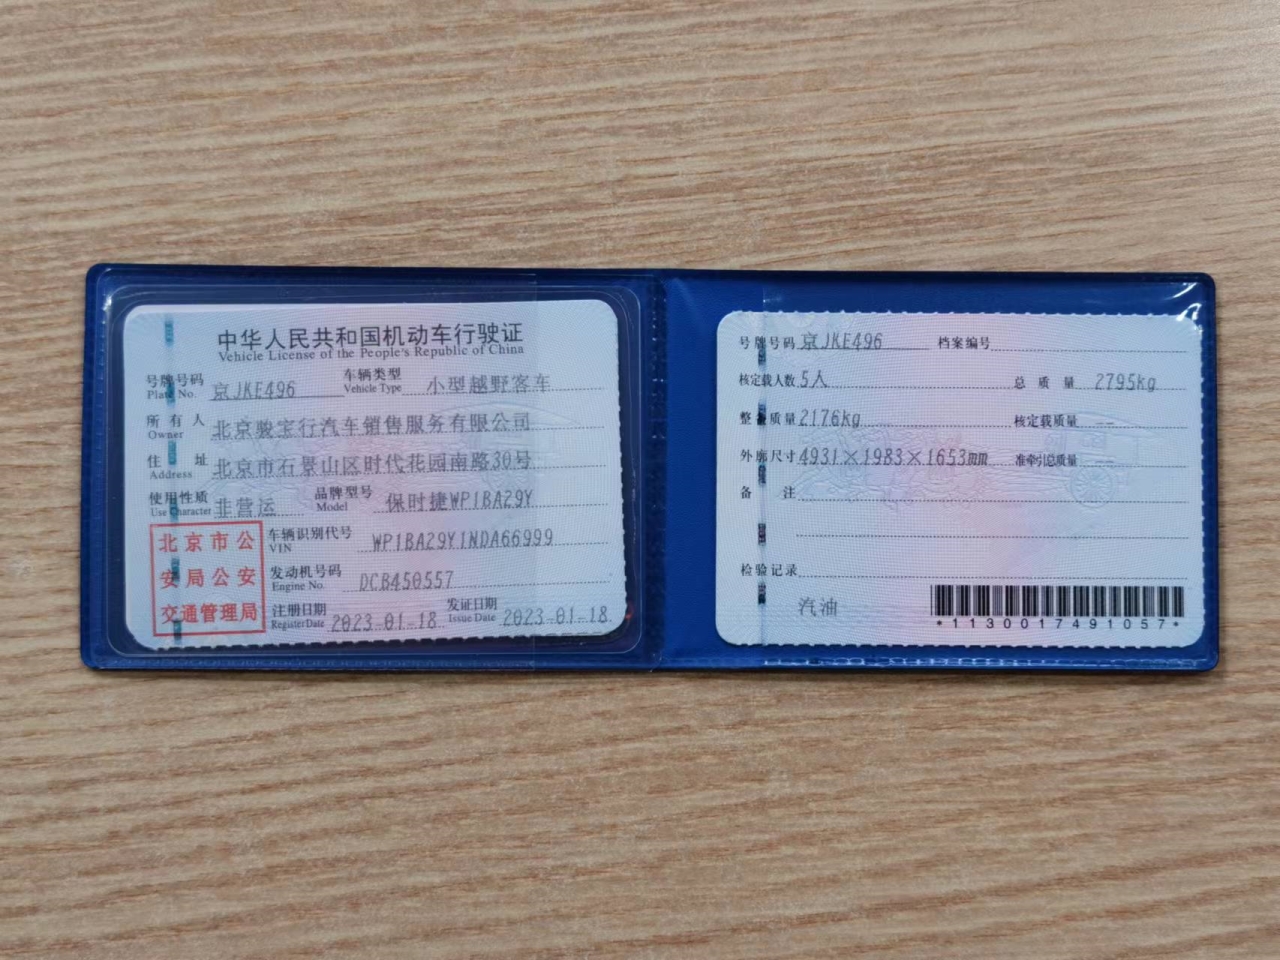 中华人民共和国机动车行驶证
Vehicle License of the People's Republic of China
号牌号码 京JKE496 车辆类型 小型越野客车
Plate No. Vehicle Type
所有人 北京骏宝行汽车销售服务有限公司
Owner
住址 北京市石景山区时代花园南路30号
Address
使用性质 非营运 品牌型号 保时捷WP1BA29Y
Use Character Model
北京市公
安局公安
交通管理局
车辆识别代号 WP1BA29Y1NDA66999
VIN
发动机号码 DCB450557
Engine No.
注册日期 2023-01-18 发证日期 2023-01-18
Register Date Issue Date
号牌号码 京JKE496 档案编号
核定载人数 5人 总质量 2795kg
整备质量 2176kg 核定载质量 --
外廓尺寸 4931×1983×1653mm 准牵引总质量 --
备注
检验记录
汽油
*1130017491057*